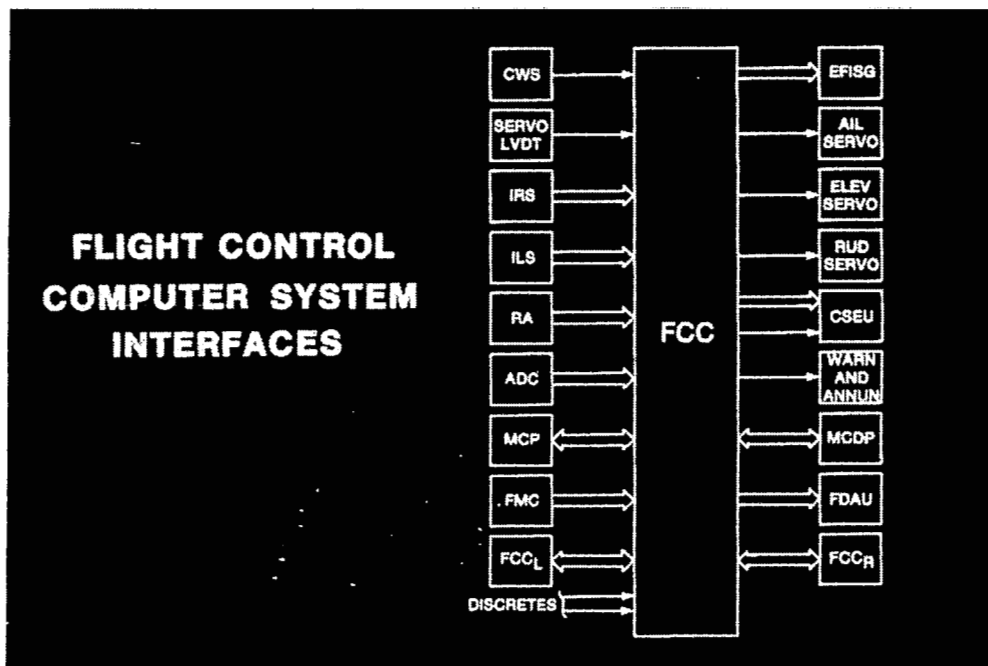 FLIGHT CONTROL
COMPUTER SYSTEM
INTERFACES
CWS
SERVO
LVDT
IRS
ILS
RA
ADC
MCP
FMC
FCCL
DISCRETES
FCC
EFISG
AIL
SERVO
ELEV
SERVO
RUD
SERVO
CSEU
WARN
AND
ANNUN
MCDP
FDAU
FCCR